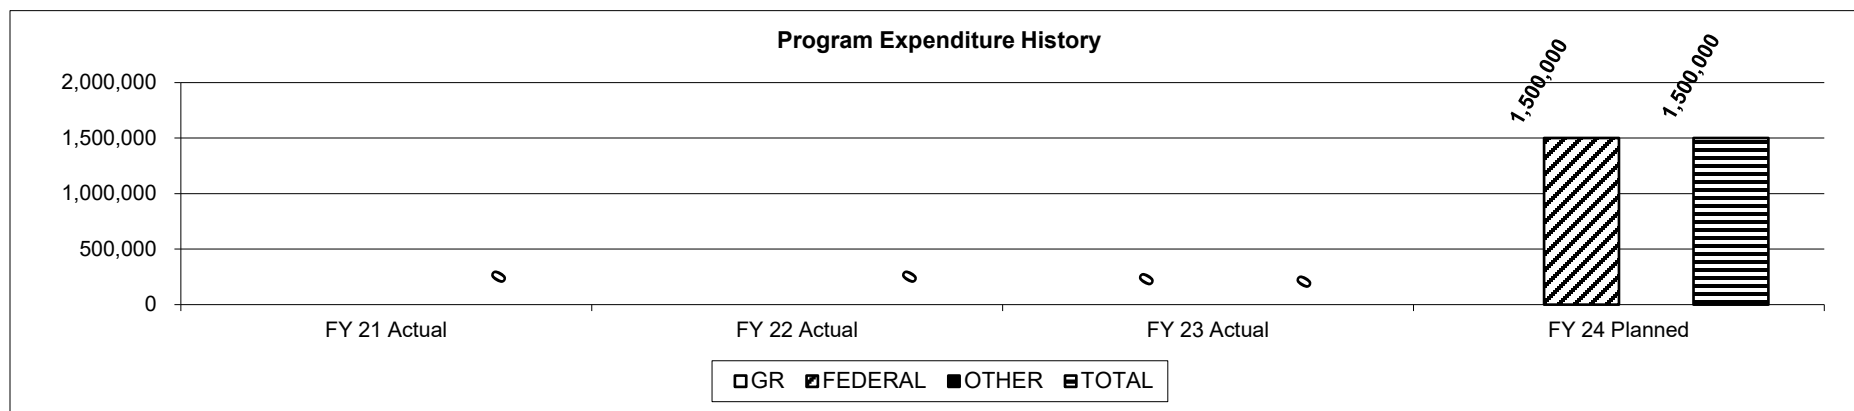 Program Expenditure History
2,000,000
1,500,000
1,000,000
500,000
0
0
0
0
0
1,500,000
1,500,000
FY 21 Actual
FY 22 Actual
FY 23 Actual
FY 24 Planned
GR
FEDERAL
OTHER
TOTAL